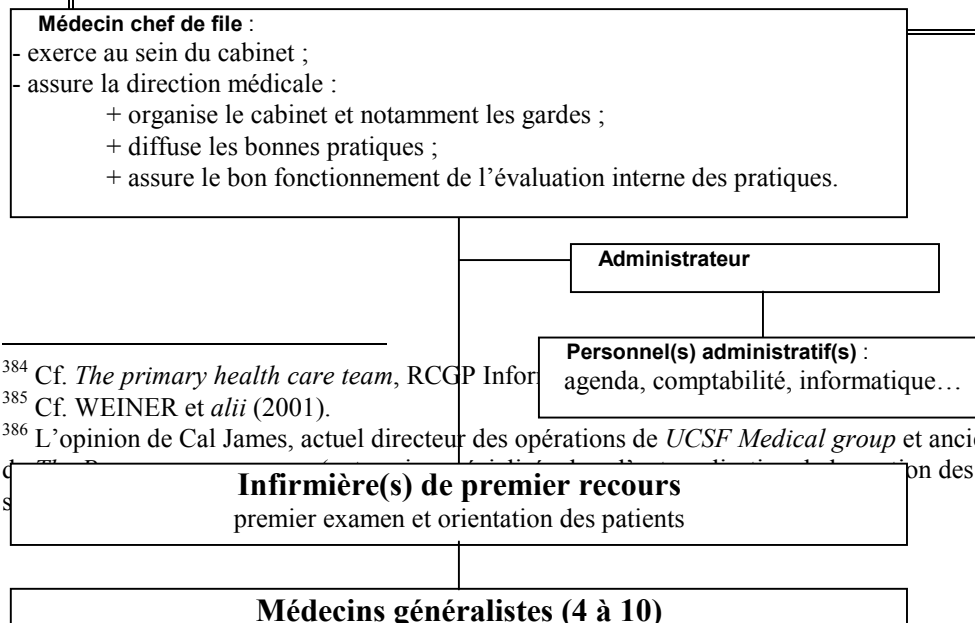 Médecin chef de file :
- exerce au sein du cabinet ;
- assure la direction médicale :
+ organise le cabinet et notamment les gardes ;
+ diffuse les bonnes pratiques ;
+ assure le bon fonctionnement de l’évaluation interne des pratiques.
Administrateur
Personnel(s) administratif(s) :
agenda, comptabilité, informatique…
384 Cf. The primary health care team, RCGP
385 Cf. WEINER et alii (2001).
386 L’opinion de Cal James, actuel directeur des opérations de UCSF Medical group et
des
Infirmière(s) de premier recours
premier examen et orientation des patients
Médecins généralistes (4 à 10)